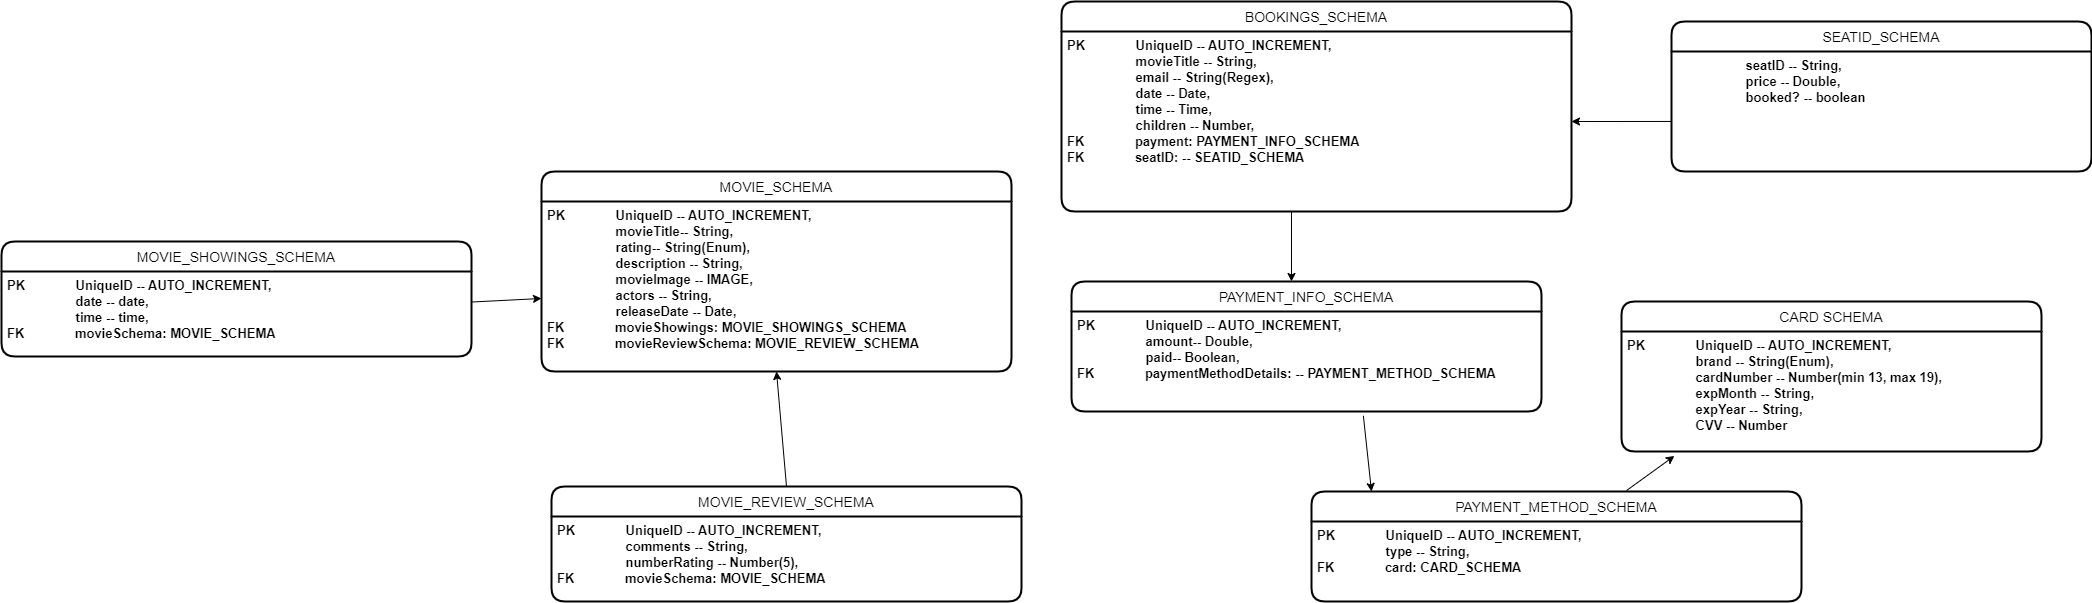 BOOKINGS_SCHEMA
PK UniqueID -- AUTO_INCREMENT,
movieTitle -- String,
email -- String(Regex),
date -- Date,
time -- Time,
children -- Number,
FK payment: PAYMENT_INFO_SCHEMA
FK seatID: -- SEATID_SCHEMA
SEATID_SCHEMA
seatID -- String,
price -- Double,
booked? -- boolean
MOVIE_SCHEMA
PK UniqueID -- AUTO_INCREMENT,
movieTitle-- String,
rating-- String(Enum),
description -- String,
movieImage -- IMAGE,
actors -- String,
releaseDate -- Date,
FK movieShowings: MOVIE_SHOWINGS_SCHEMA
FK movieReviewSchema: MOVIE_REVIEW_SCHEMA
MOVIE_SHOWINGS_SCHEMA
PK UniqueID -- AUTO_INCREMENT,
date -- date,
time -- time,
FK movieSchema: MOVIE_SCHEMA
PAYMENT_INFO_SCHEMA
PK UniqueID -- AUTO_INCREMENT,
amount-- Double,
paid-- Boolean,
FK paymentMethodDetails: -- PAYMENT_METHOD_SCHEMA
CARD SCHEMA
PK UniqueID -- AUTO_INCREMENT,
brand -- String(Enum),
cardNumber -- Number(min 13, max 19),
expMonth -- String,
expYear -- String,
CVV -- Number
MOVIE_REVIEW_SCHEMA
PK UniqueID -- AUTO_INCREMENT,
comments -- String,
numberRating -- Number(5),
FK movieSchema: MOVIE_SCHEMA
PAYMENT_METHOD_SCHEMA
PK UniqueID -- AUTO_INCREMENT,
type -- String,
FK card: CARD_SCHEMA